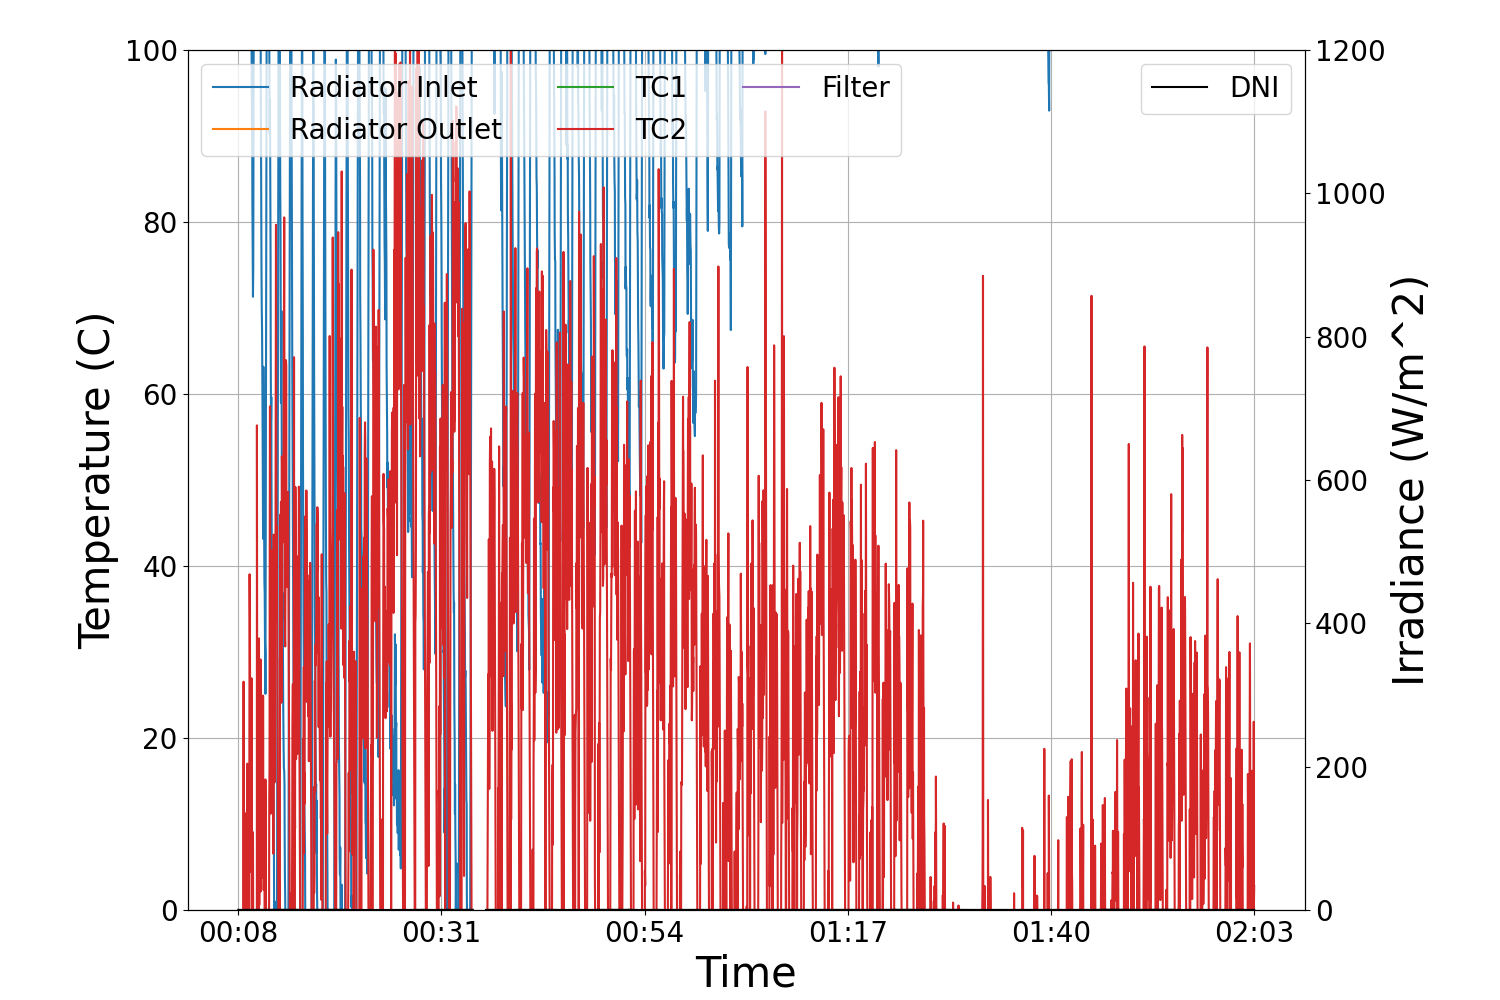 Radiator Inlet
Radiator Outlet
TC1
TC2
Filter
DNI
Temperature (C)
100
80
60
40
20
0
Irradiance (W/m^2)
1200
1000
800
600
400
200
0
00:08 00:31 00:54 01:17 01:40 02:03
Time